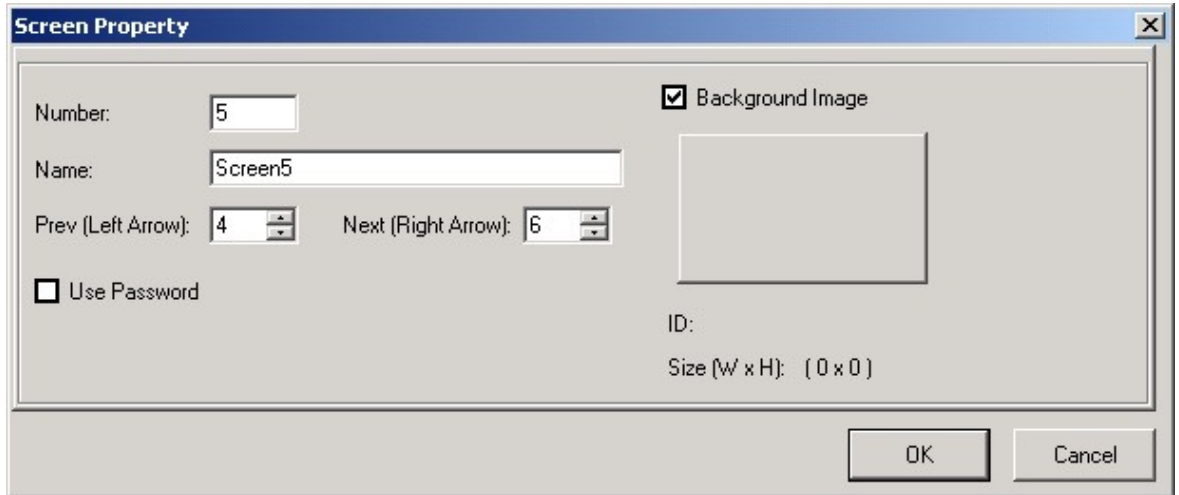 Screen Property
Number: 5
Name: Screen5
Prev (Left Arrow): 4 Next (Right Arrow): 6
Use Password
Background Image
ID:
Size (W x H): ( 0 x 0 )
OK Cancel